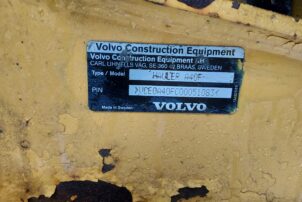 Volvo Construction Equipment
Volvo Construction Equipment AB
CARL LIHNELLS VÄG, SE-360 42 BRAÅS, SWEDEN
Type / Model HAULER A40F
PIN
Made in Sweden
VOLVO